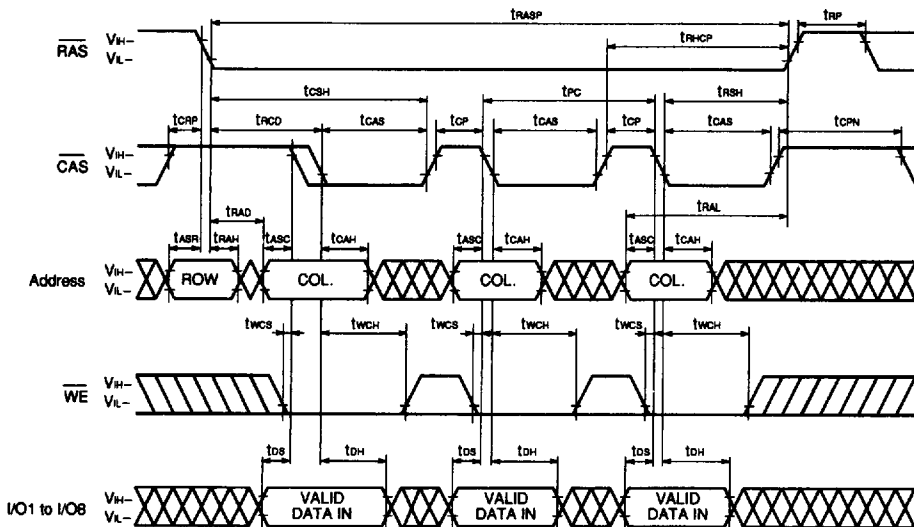 tRASP tRP
RAS VIH– VIL–
tRHCP
tCSH tPC tRSH
tCRP tRCD tCAS tCP tCAS tCP tCAS tCPN
CAS VIH– VIL–
tRAD tRAL
tASR tRAH tASC tCAH tASC tCAH tASC tCAH
Address VIH– VIL– ROW COL. COL. COL.
tWCS tWCH tWCS tWCH tWCS tWCH
WE VIH– VIL–
tDS tDH tDS tDH tDS tDH
I/O1 to I/O8 VIH– VIL–
VALID DATA IN
VALID DATA IN
VALID DATA IN